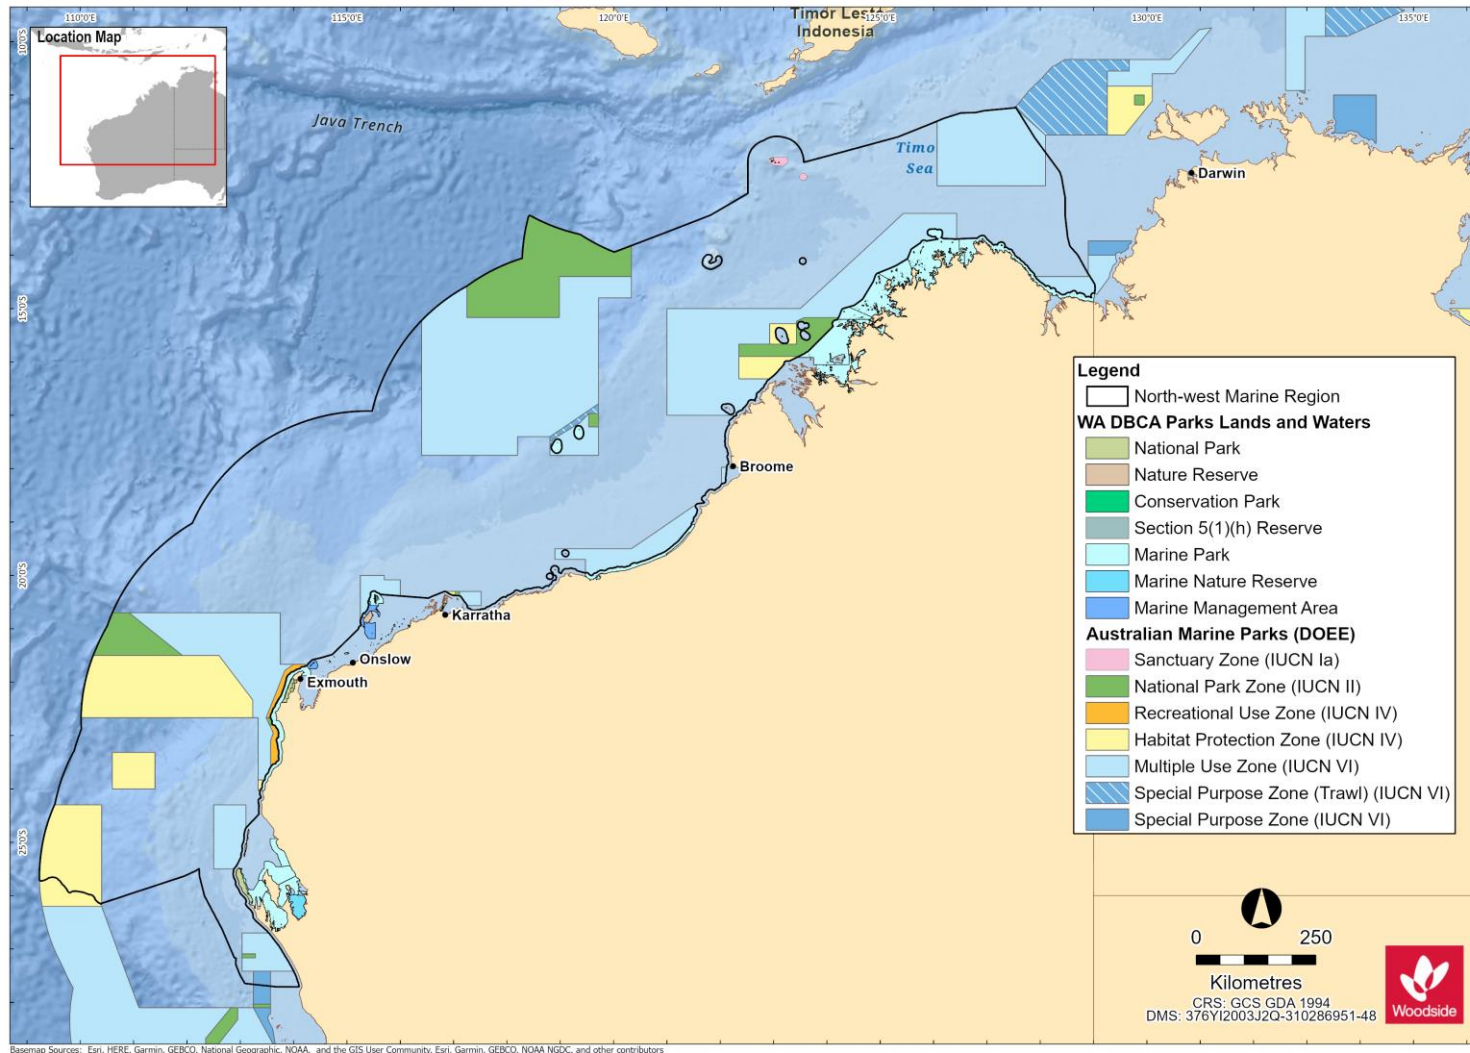 110°0'E 115°0'E 120°0'E 125°0'E 130°0'E 135°0'E
Location Map
Timor Lest
Indonesia
10°0'S
Java Trench
Timo
Sea
Darwin
15°0'S
Broome
20°0'S
Karratha
Onslow
Exmouth
25°0'S
Legend
North-west Marine Region
WA DBCA Parks Lands and Waters
National Park
Nature Reserve
Conservation Park
Section 5(1)(h) Reserve
Marine Park
Marine Nature Reserve
Marine Management Area
Australian Marine Parks (DOEE)
Sanctuary Zone (IUCN Ia)
National Park Zone (IUCN II)
Recreational Use Zone (IUCN IV)
Habitat Protection Zone (IUCN IV)
Multiple Use Zone (IUCN VI)
Special Purpose Zone (Trawl) (IUCN VI)
Special Purpose Zone (IUCN VI)
0 250
Kilometres
CRS: GCS GDA 1994
DMS: 376YI2003J2Q-310286951-48
Woodside
Basemap Sources: Esri, HERE, Garmin, GEBCO, National Geographic, NOAA, and the GIS User Community, Esri, Garmin, GEBCO, NOAA NGDC, and other contributors